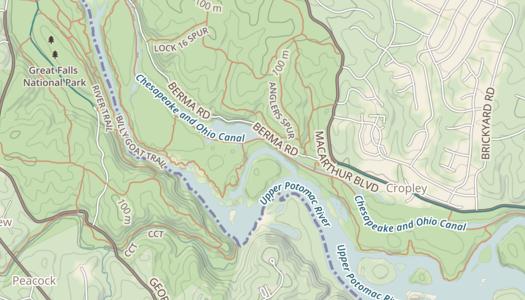 100 m
LOCK 16 SPUR
Great Falls
National Park
100 m
RIVER TRAIL
BERMA RD
Chesapeake and Ohio Canal
ANGLERS SPUR
BILLY GOAT TRAIL
BERMA RD
MACARTHUR BLVD
BRICKYARD RD
Cropley
Upper Potomac River
100 m
Chesapeake and Ohio Canal
CCT
CCT
Upper Potomac Riv
Peacock
GEOR